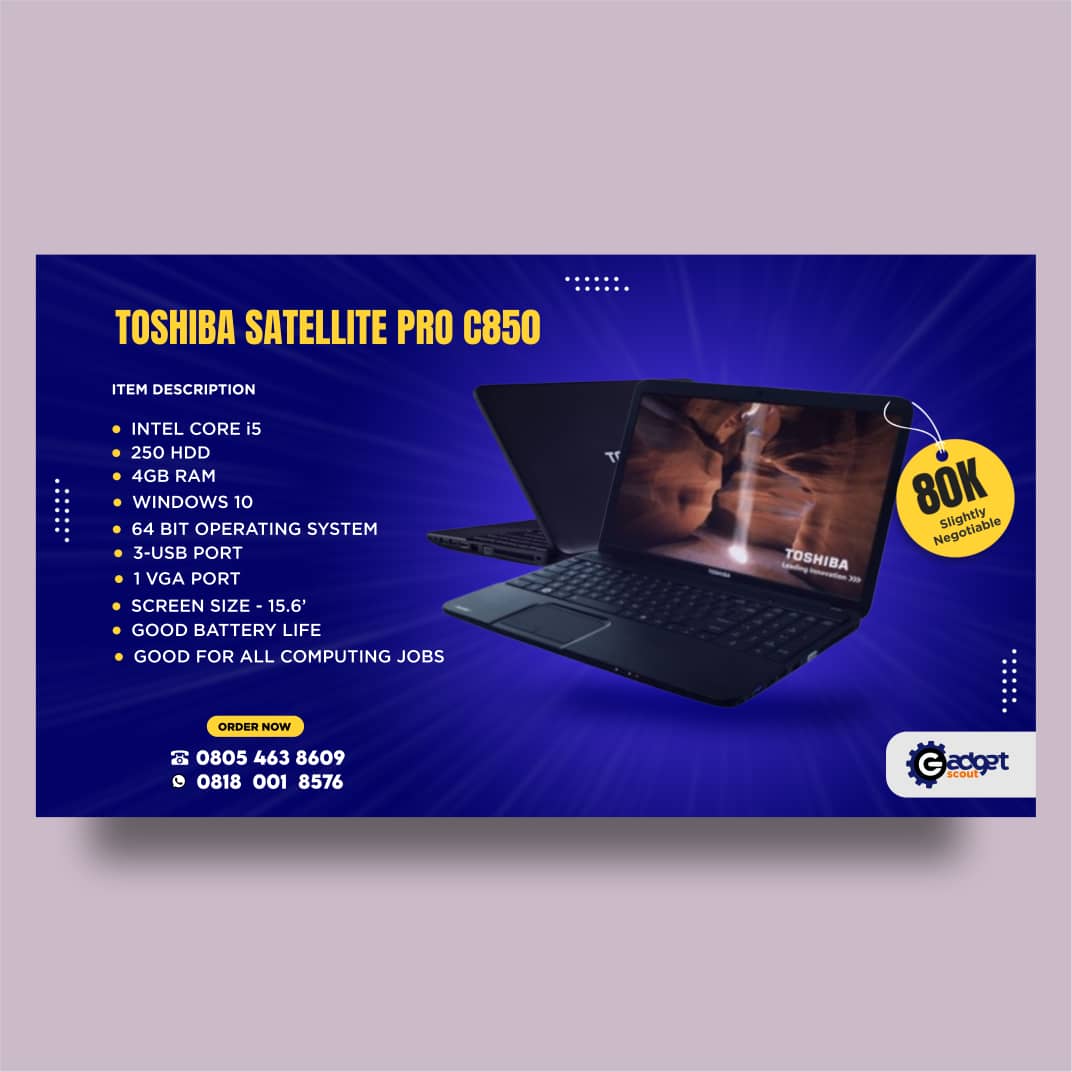 TOSHIBA SATELLITE PRO C850
ITEM DESCRIPTION
INTEL CORE i5
250 HDD
4GB RAM
WINDOWS 10
64 BIT OPERATING SYSTEM
3-USB PORT
1 VGA PORT
SCREEN SIZE - 15.6'
GOOD BATTERY LIFE
GOOD FOR ALL COMPUTING JOBS
ORDER NOW
0805 463 8609
0818 001 8576
TOSHIBA
Leading Innovation >>>
TOSHIBA
80K
Slightly
Negotiable
Gadget
scout